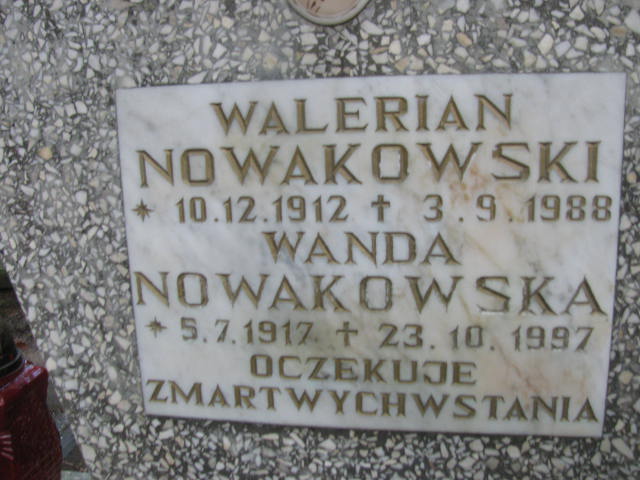 WALERIAN
NOWAKOWSKI
* 10.12.1912 † 3.9.1988
WANDA
NOWAKOWSKA
* 5.7.1917 † 23.10.1997
OCZEKUJE
ZMARTWYCHWSTANIA